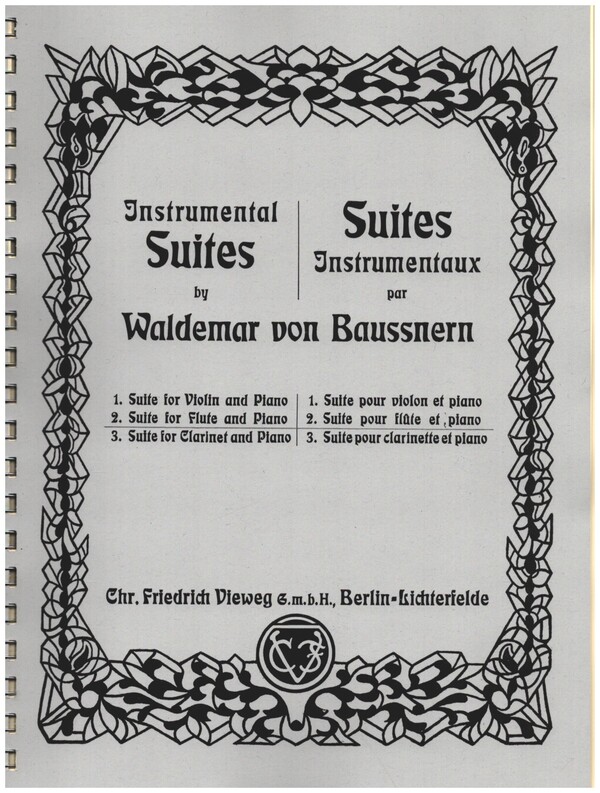 Instrumental
Suites
by
Suites
Instrumentaux
par
Waldemar von Baussnern
1. Suite for Violin and Piano
2. Suite for Flute and Piano
3. Suite for Clarinet and Piano
1. Suite pour violon et piano
2. Suite pour flûte et piano
3. Suite pour clarinette et piano
Chr. Friedrich Vieweg G.m.b.H., Berlin-Lichterfelde